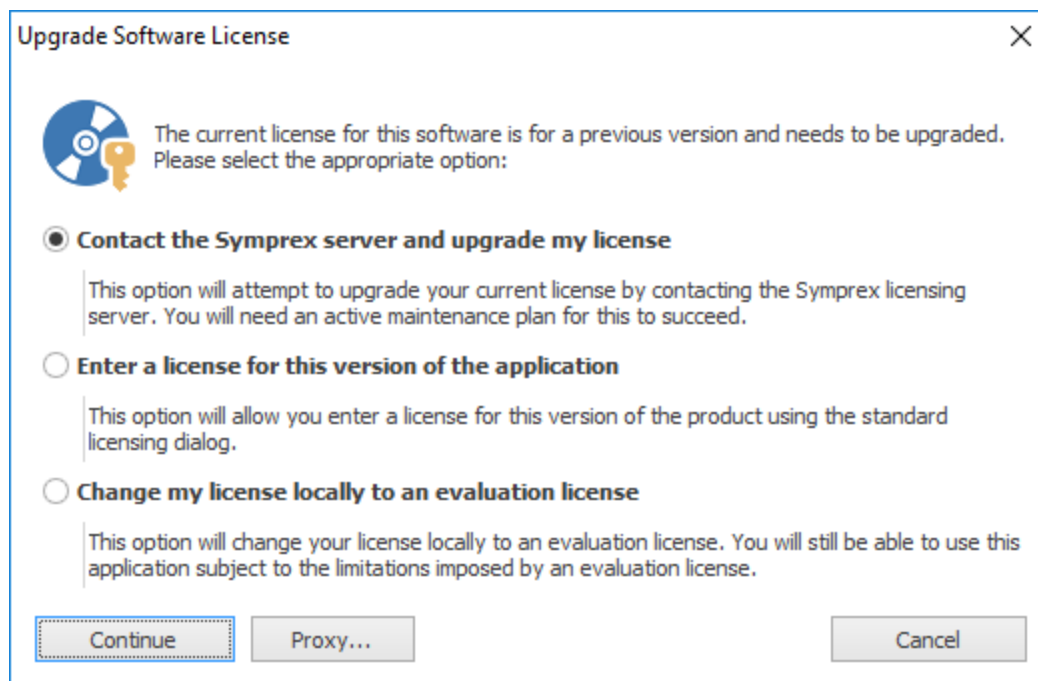 Upgrade Software License
The current license for this software is for a previous version and needs to be upgraded.
Please select the appropriate option:
Contact the Symprex server and upgrade my license
This option will attempt to upgrade your current license by contacting the Symprex licensing
server. You will need an active maintenance plan for this to succeed.
Enter a license for this version of the application
This option will allow you enter a license for this version of the product using the standard
licensing dialog.
Change my license locally to an evaluation license
This option will change your license locally to an evaluation license. You will still be able to use this
application subject to the limitations imposed by an evaluation license.
Continue Proxy... Cancel